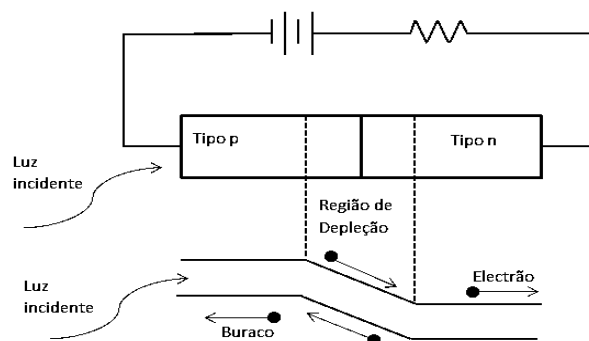 Tipo p
Tipo n
Luz
incidente
Região de
Depleção
Luz
incidente
Electrão
Buraco